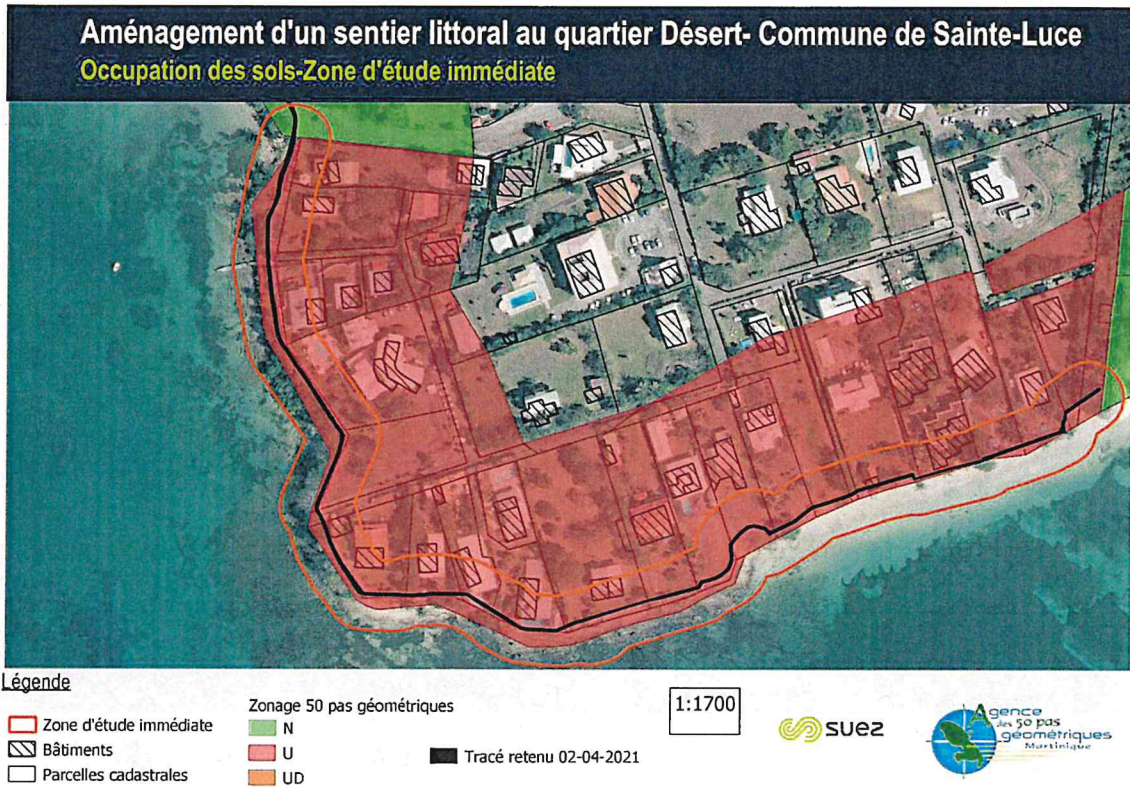 Aménagement d'un sentier littoral au quartier Désert- Commune de Sainte-Luce
Occupation des sols-Zone d'étude immédiate
Légende
Zone d'étude immédiate
Bâtiments
Parcelles cadastrales
Zonage 50 pas géométriques
N
U
UD
Tracé retenu 02-04-2021
1:1700
suez
Agence
des 50 pas
géométriques
Martinique